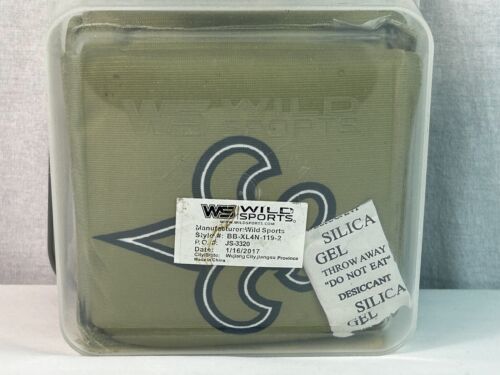 WILD
SPORTS
WS WILD
SPORTS®
WWW.WILDSPORTS.COM
Manufacturer:Wild Sports
Style #: BB-XL4N-119-2
P.O. #: JS-3320
Date: 1/16/2017
City/State: Wujiang City/jiangsu Province
Made in China
SILICA
GEL
THROW AWAY
"DO NOT EAT"
DESICCANT
SILICA
GEL